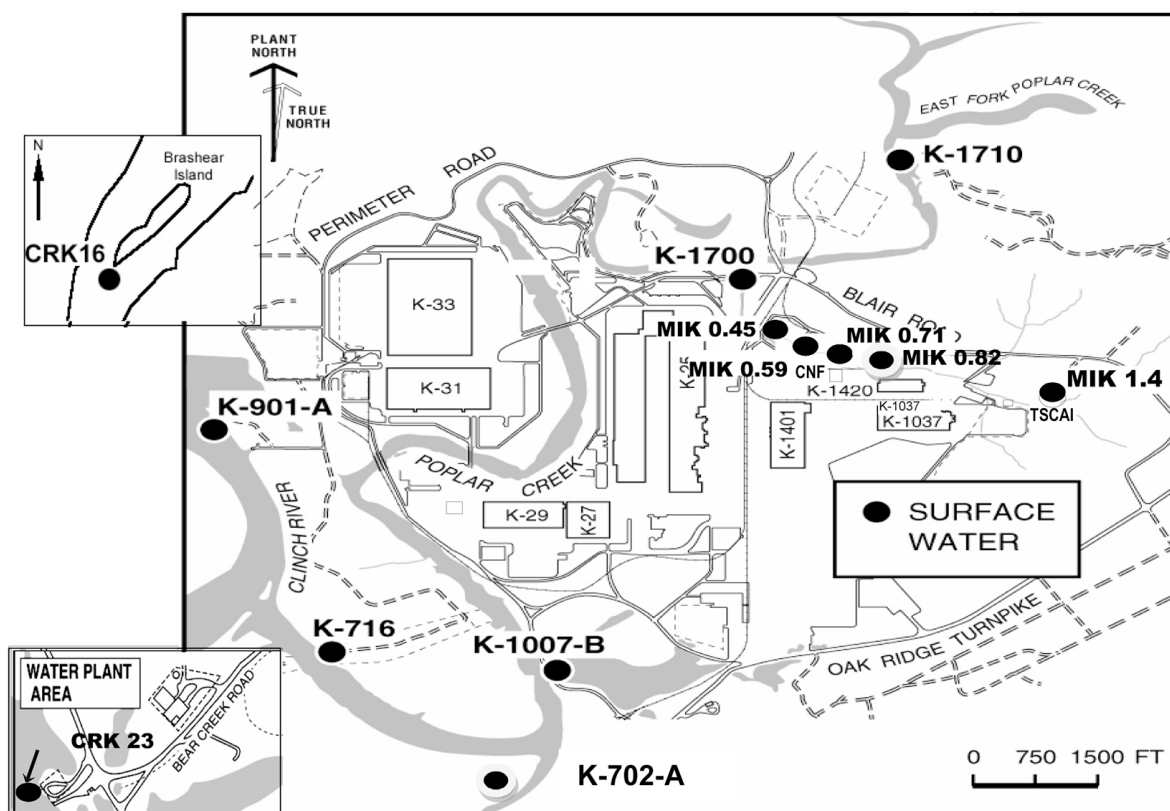 PLANT
NORTH
TRUE
NORTH
EAST FORK POPLAR CREEK
N
Brashear
Island
CRK16
K-1710
PERIMETER ROAD
K-1700
K-33
BLAIR ROAD
MIK 0.45
MIK 0.71
MIK 0.59
CNF
MIK 0.82
K-25
K-31
K-1420
MIK 1.4
K-901-A
K-1037
K-1037
TSCAI
K-1401
POPLAR
CREEK
K-29
K-27
SURFACE
WATER
CLINCH RIVER
K-716
K-1007-B
OAK RIDGE TURNPIKE
WATER PLANT
AREA
BEAR CREEK ROAD
CRK 23
K-702-A
0 750 1500 FT